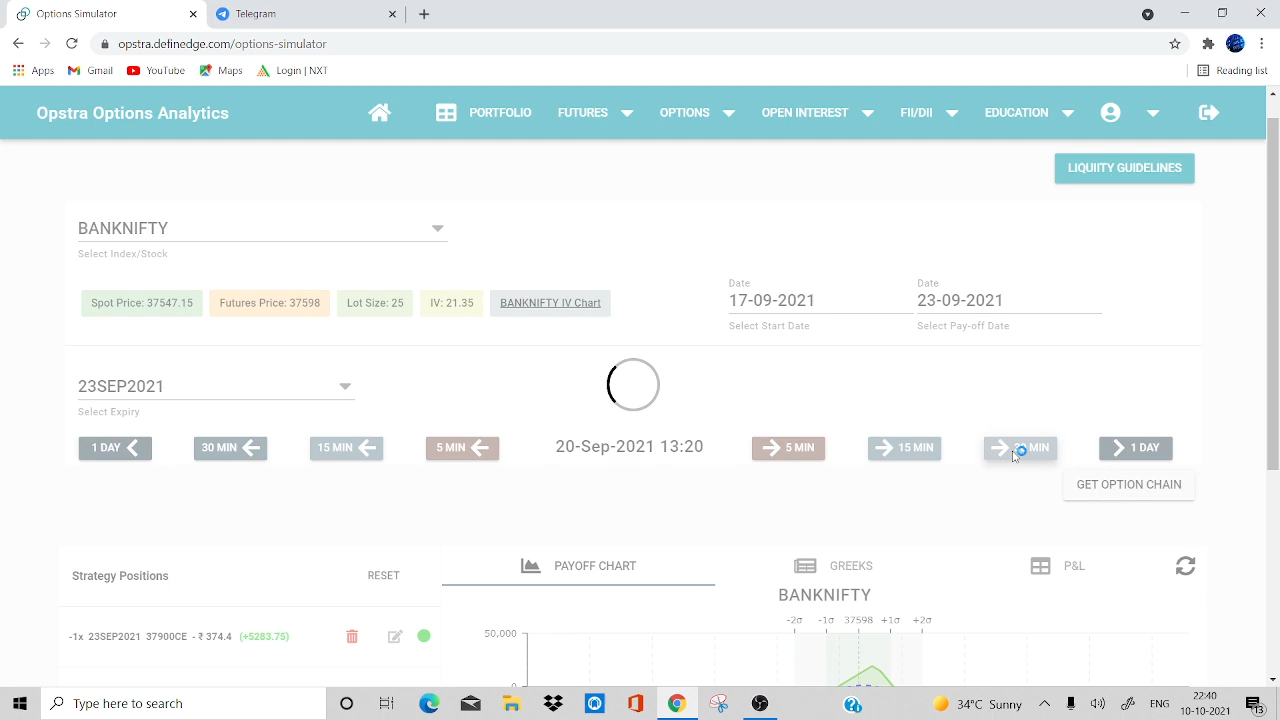 Telegram
opstra.definedge.com/options-simulator
Apps Gmail YouTube Maps Login | NXT Reading list
Opstra Options Analytics PORTFOLIO FUTURES OPTIONS OPEN INTEREST FII/DII EDUCATION
LIQUIITY GUIDELINES
BANKNIFTY
Select Index/Stock
Spot Price: 37547.15 Futures Price: 37598 Lot Size: 25 IV: 21.35 BANKNIFTY IV Chart
Date Date
17-09-2021 23-09-2021
Select Start Date Select Pay-off Date
23SEP2021
Select Expiry
1 DAY 30 MIN 15 MIN 5 MIN 20-Sep-2021 13:20 5 MIN 15 MIN MIN 1 DAY
GET OPTION CHAIN
Strategy Positions RESET PAYOFF CHART GREEKS P&L
BANKNIFTY
-2σ -1σ 37598 +1σ +2σ
-1x 23SEP2021 37900CE - ₹ 374.4 (+5283.75)
50,000
Type here to search 34°C Sunny 22:40
10-10-2021